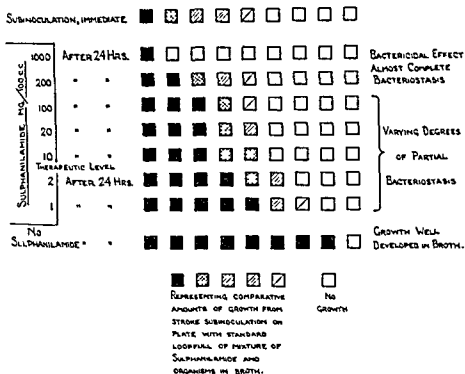 SUBINOCULATION, IMMEDIATE
SULPHANILAMIDE MG/100CC
1000 AFTER 24 HRS. BACTERICIDAL EFFECT
ALMOST COMPLETE
200 " " BACTERIOSTASIS
100 " "
20 " " VARYING DEGREES
10 " " OF PARTIAL
THERAPEUTIC LEVEL
2 AFTER 24 HRS. BACTERIOSTASIS
1 " "
NO
SULPHANILAMIDE " " GROWTH WELL
DEVELOPED IN BROTH.
REPRESENTING COMPARATIVE NO
AMOUNTS OF GROWTH FROM GROWTH
STROKE SUBINOCULATION ON
PLATE WITH STANDARD
LOOPFULL OF MIXTURE OF
SULPHANILAMIDE AND
ORGANISMS IN BROTH.